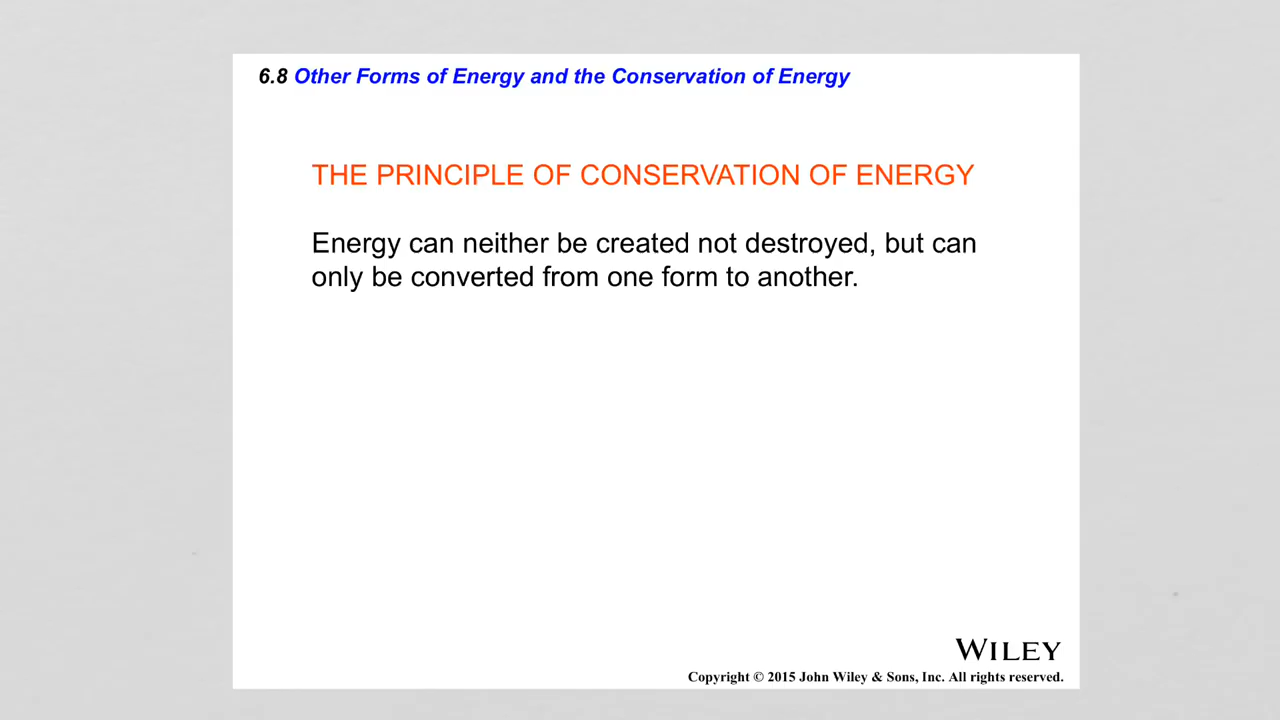 6.8 Other Forms of Energy and the Conservation of Energy
THE PRINCIPLE OF CONSERVATION OF ENERGY
Energy can neither be created not destroyed, but can
only be converted from one form to another.
WILEY
Copyright © 2015 John Wiley & Sons, Inc. All rights reserved.